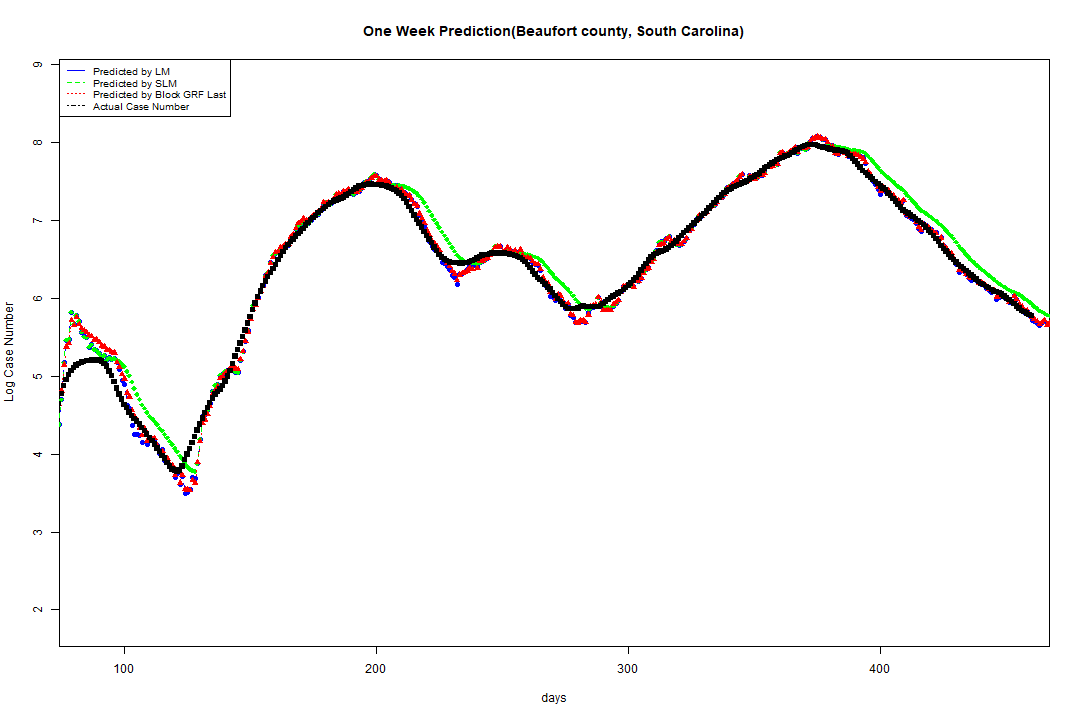 One Week Prediction(Beaufort county, South Carolina)
Predicted by LM
Predicted by SLM
Predicted by Block GRF Last
Actual Case Number
Log Case Number
9
8
7
6
5
4
3
2
100 200 300 400
days